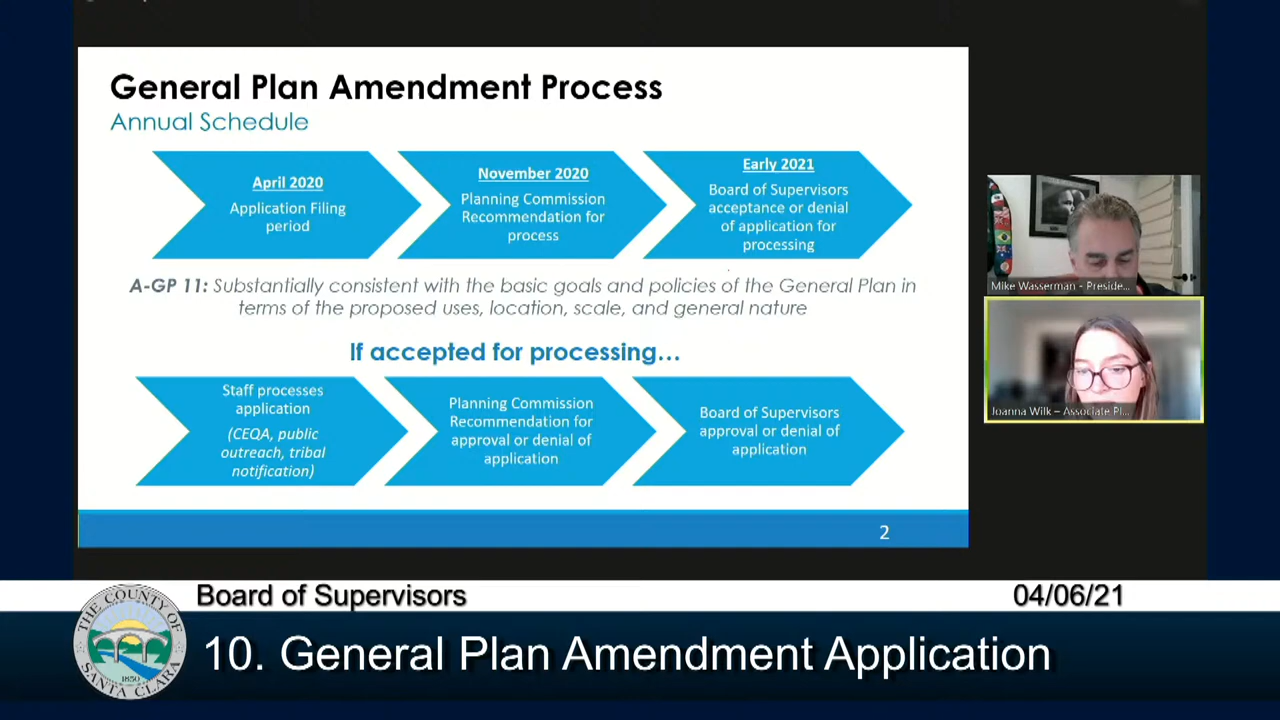 General Plan Amendment Process
Annual Schedule
April 2020
Application Filing
period
November 2020
Planning Commission
Recommendation for
process
Early 2021
Board of Supervisors
acceptance or denial
of application for
processing
A-GP 11: Substantially consistent with the basic goals and policies of the General Plan in
terms of the proposed uses, location, scale, and general nature
If accepted for processing…
Staff processes
application
(CEQA, public
outreach, tribal
notification)
Planning Commission
Recommendation for
approval or denial of
application
Board of Supervisors
approval or denial of
application
2
Mike Wasserman - Preside...
Joanna Wilk – Associate Pl...
Board of Supervisors
04/06/21
THE COUNTY OF
SANTA CLARA
1850
10. General Plan Amendment Application